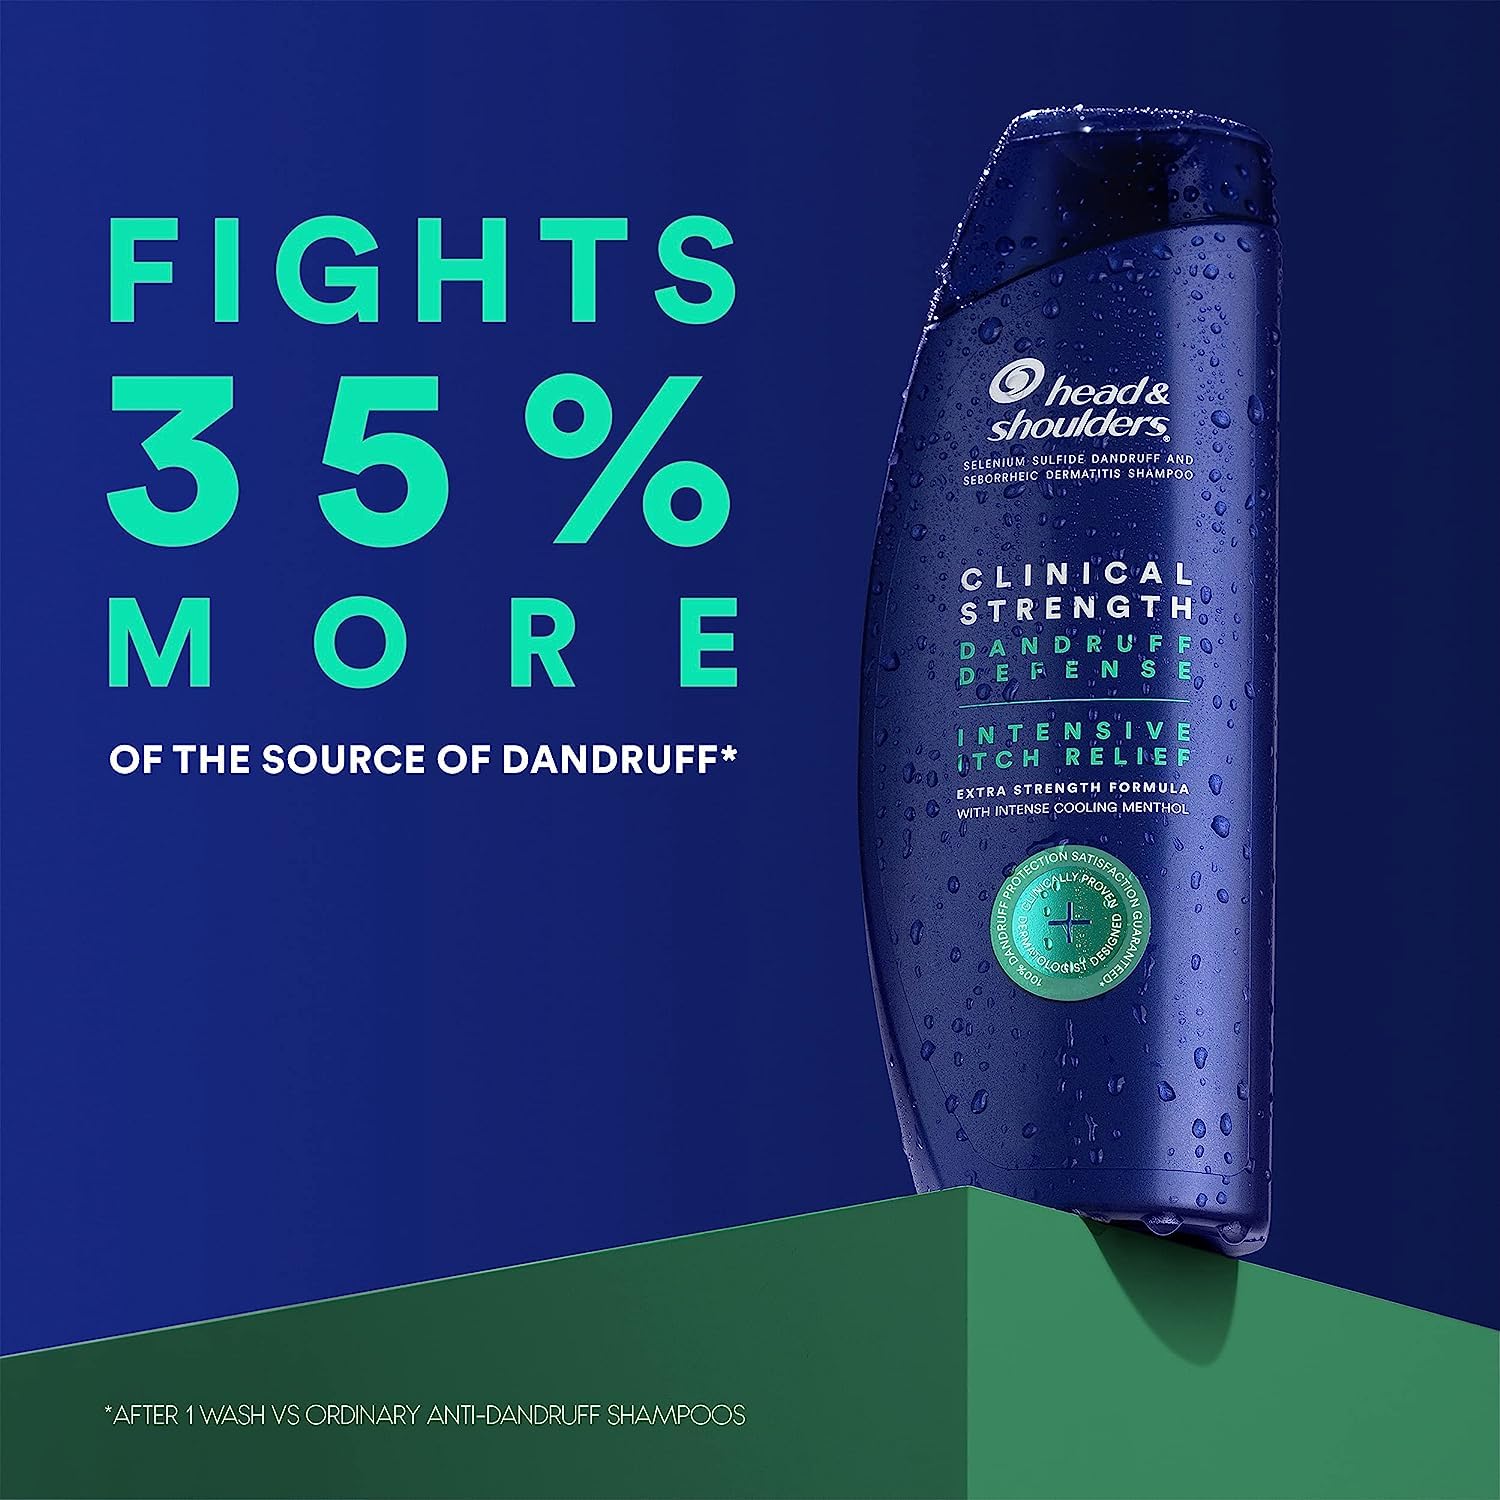 FIGHTS
35%
MORE
OF THE SOURCE OF DANDRUFF*
head &
shoulders®
SELENIUM SULFIDE DANDRUFF AND
SEBORRHEIC DERMATITIS SHAMPOO
CLINICAL
STRENGTH
DANDRUFF
DEFENSE
INTENSIVE
ITCH RELIEF
EXTRA STRENGTH FORMULA
WITH INTENSE COOLING MENTHOL
100% DANDRUFF PROTECTION SATISFACTION GUARANTEED*
CLINICALLY PROVEN
DERMATOLOGIST DESIGNED
*AFTER 1 WASH VS ORDINARY ANTI-DANDRUFF SHAMPOOS